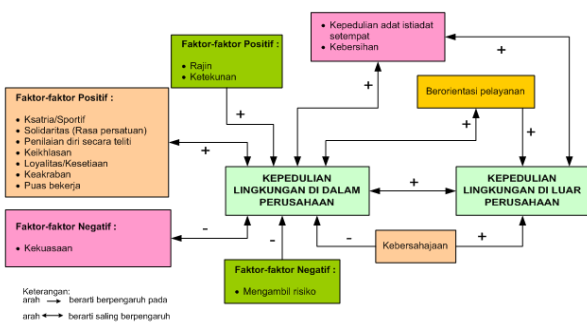 Faktor-faktor Positif :
• Rajin
• Ketekunan
• Kepedulian adat istiadat
setempat
• Kebersihan
Faktor-faktor Positif :
• Ksatria/Sportif
• Solidaritas (Rasa persatuan)
• Penilaian diri secara teliti
• Keikhlasan
• Loyalitas/Kesetiaan
• Keakraban
• Puas bekerja
Berorientasi pelayanan
+
+
+
+
+
+
KEPEDULIAN
LINGKUNGAN DI DALAM
PERUSAHAAN
+
KEPEDULIAN
LINGKUNGAN DI LUAR
PERUSAHAAN
Faktor-faktor Negatif :
• Kekuasaan
-
-
-
Kebersahajaan
+
Faktor-faktor Negatif :
• Mengambil risiko
Keterangan:
arah → berarti berpengaruh pada
arah ↔ berarti saling berpengaruh